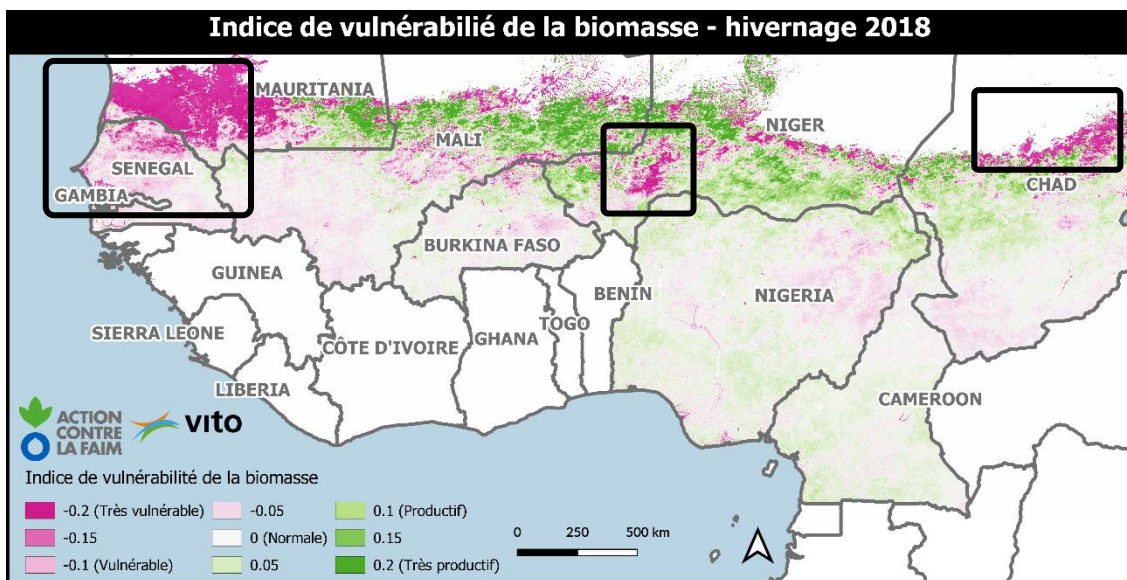 Indice de vulnérabilié de la biomasse - hivernage 2018
MAURITANIA
MALI
NIGER
SENEGAL
CHAD
GAMBIA
BURKINA FASO
GUINEA
BENIN
NIGERIA
SIERRA LEONE
CÔTE D'IVOIRE
GHANA
TOGO
LIBERIA
CAMEROON
ACTION
CONTRE
LA FAIM
vito
Indice de vulnérabilité de la biomasse
-0.2 (Très vulnérable)
-0.05
0.1 (Productif)
-0.15
0 (Normale)
0.15
-0.1 (Vulnérable)
0.05
0.2 (Très productif)
0 250 500 km